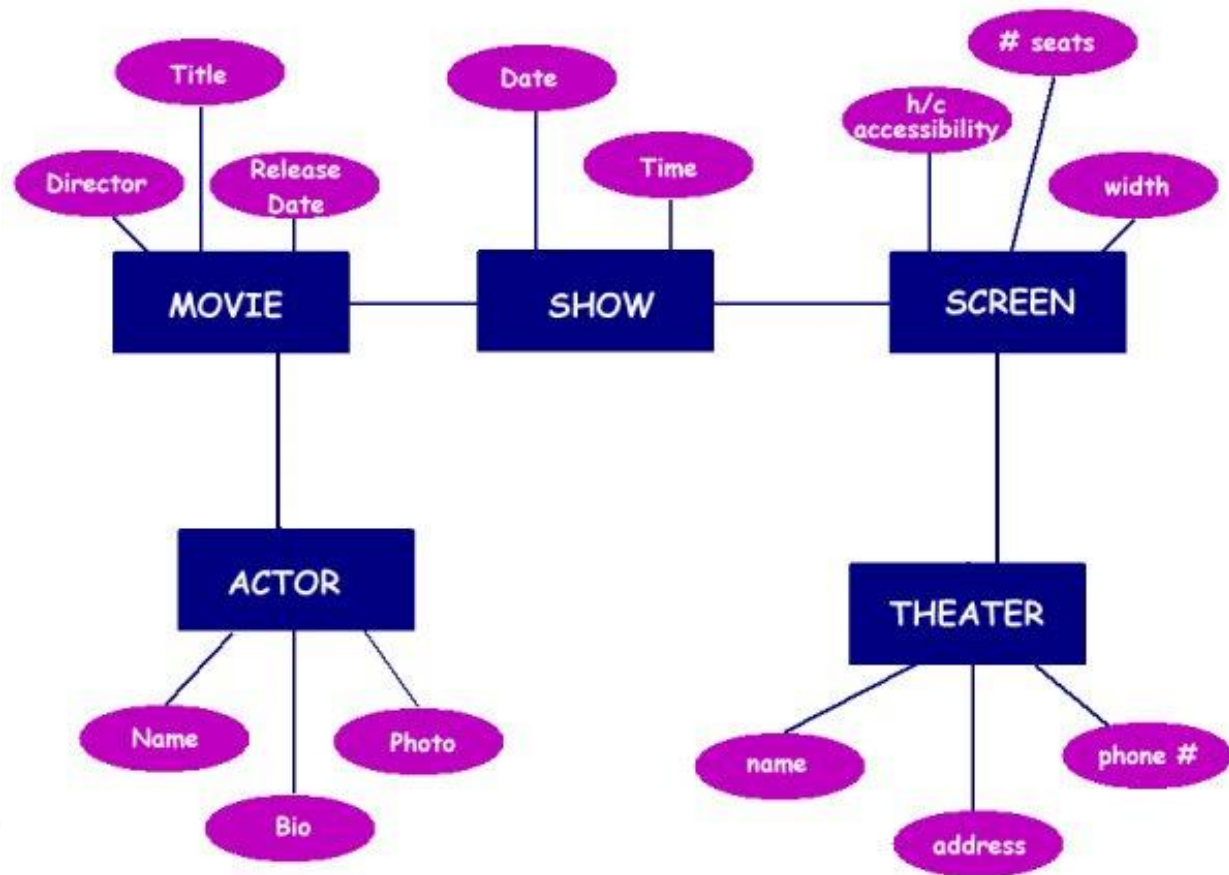 # seats
Title
Date
h/c
accessibility
Director
Release
Date
Time
width
MOVIE
SHOW
SCREEN
ACTOR
THEATER
Name
Photo
name
phone #
Bio
address